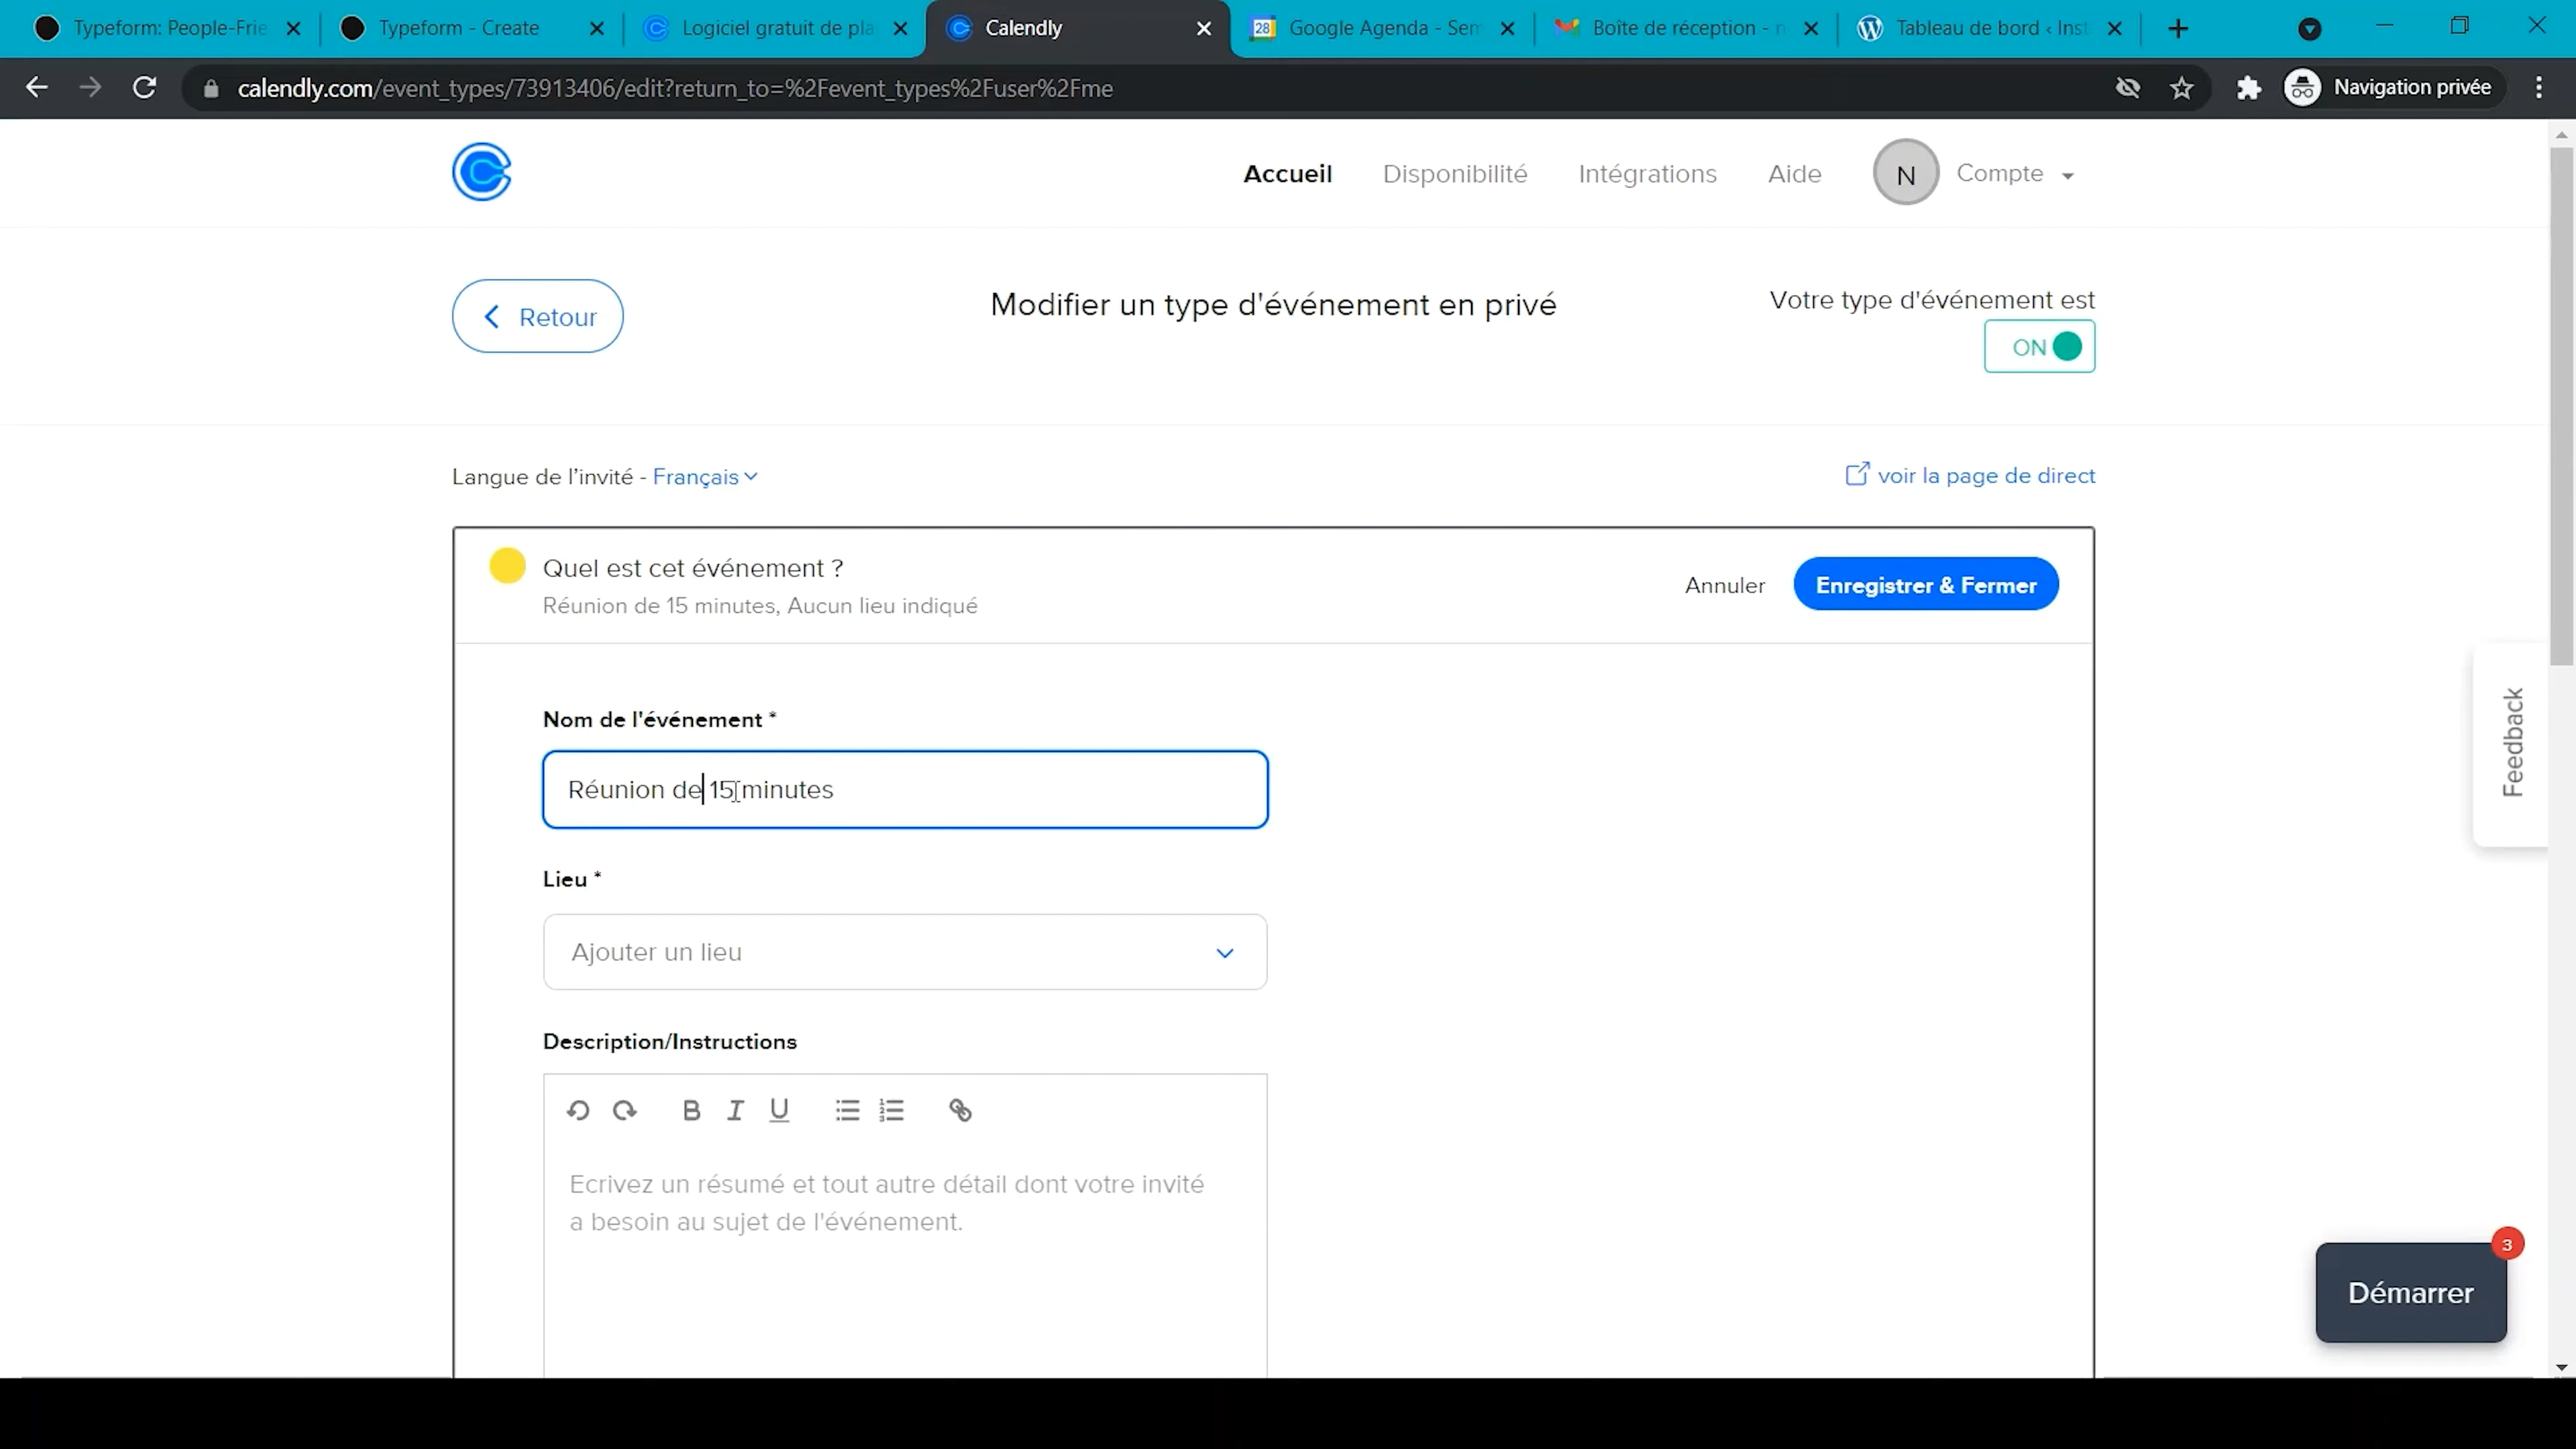 Typeform: People-Frie
Typeform - Create
Logiciel gratuit de pla
Calendly
Google Agenda - Sem
Boîte de réception - n
Tableau de bord ‹ Inst
28
calendly.com/event_types/73913406/edit?return_to=%2Fevent_types%2Fuser%2Fme
Navigation privée
Accueil
Disponibilité
Intégrations
Aide
N
Compte
Retour
Modifier un type d'événement en privé
Votre type d'événement est
ON
Langue de l'invité - Français
voir la page de direct
Quel est cet événement ?
Réunion de 15 minutes, Aucun lieu indiqué
Annuler
Enregistrer & Fermer
Nom de l'événement *
Réunion de 15 minutes
Feedback
Lieu *
Ajouter un lieu
Description/Instructions
B I U
Ecrivez un résumé et tout autre détail dont votre invité
a besoin au sujet de l'événement.
3
Démarrer